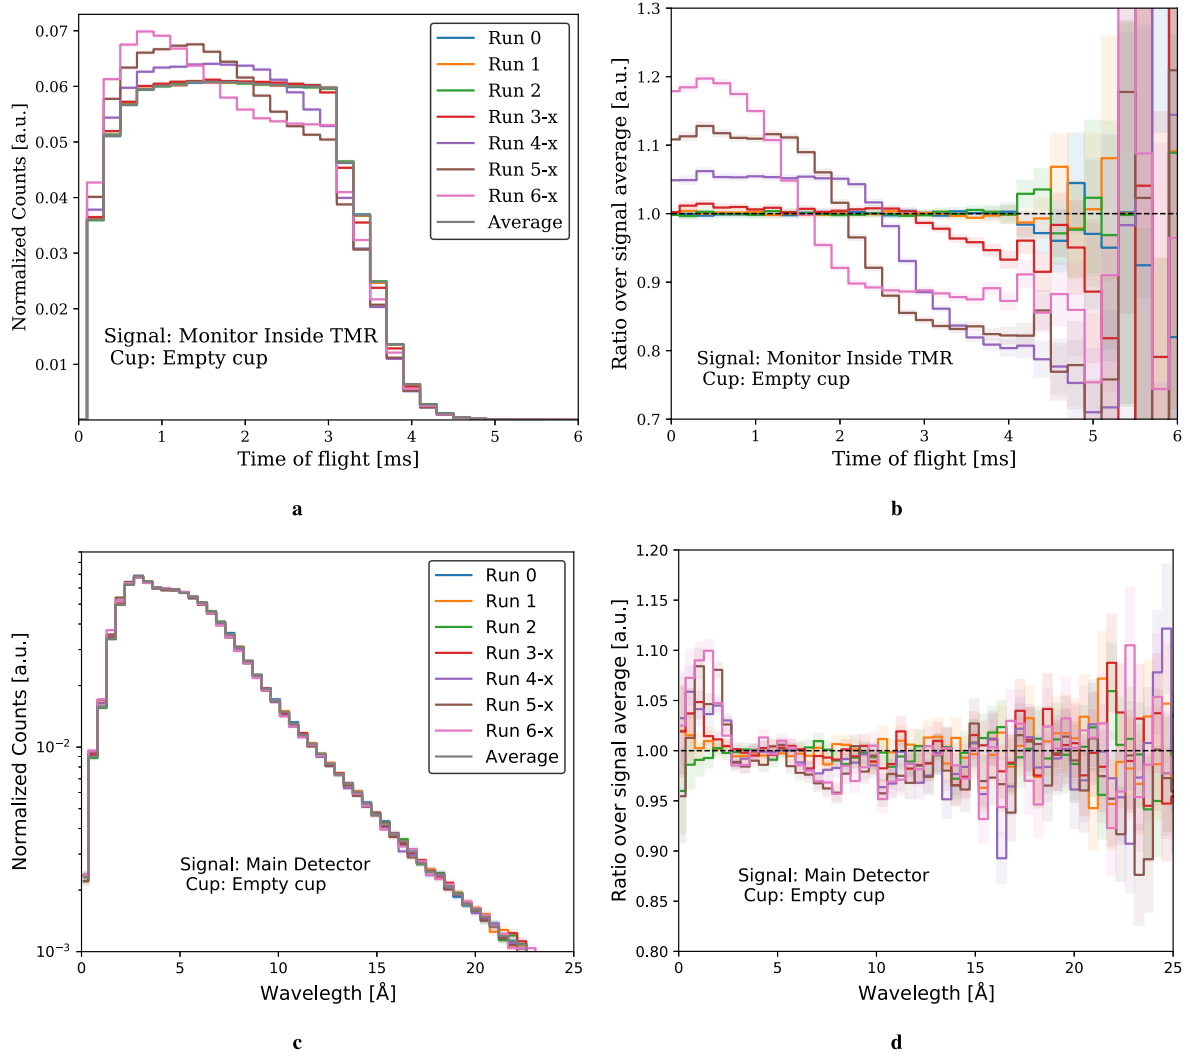 Normalized Counts [a.u.]
0.07
0.06
0.05
0.04
0.03
0.02
0.01
0
1
2
3
4
5
6
Time of flight [ms]
Run 0
Run 1
Run 2
Run 3-x
Run 4-x
Run 5-x
Run 6-x
Average
Signal: Monitor Inside TMR
Cup: Empty cup
a
Ratio over signal average [a.u.]
1.3
1.2
1.1
1.0
0.9
0.8
0.7
0
1
2
3
4
5
6
Time of flight [ms]
Signal: Monitor Inside TMR
Cup: Empty cup
b
Normalized Counts [a.u.]
10−2
10−3
0
5
10
15
20
25
Wavelegth [Å]
Run 0
Run 1
Run 2
Run 3-x
Run 4-x
Run 5-x
Run 6-x
Average
Signal: Main Detector
Cup: Empty cup
c
Ratio over signal average [a.u.]
1.20
1.15
1.10
1.05
1.00
0.95
0.90
0.85
0.80
0
5
10
15
20
25
Wavelegth [Å]
Signal: Main Detector
Cup: Empty cup
d